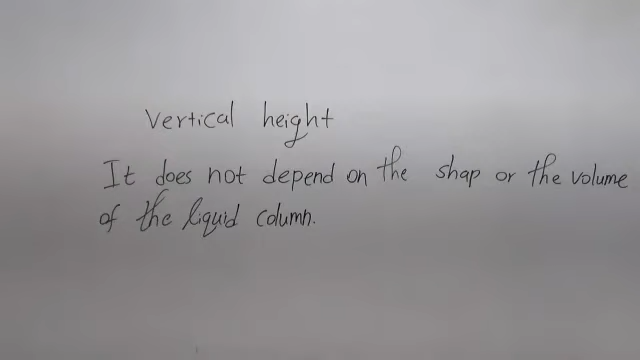 Vertical height
It does not depend on the shap or the volume
of the liquid column.